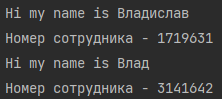 Hi my name is Владислав
Номер сотрудника - 1719631
Hi my name is Влад
Номер сотрудника - 3141642